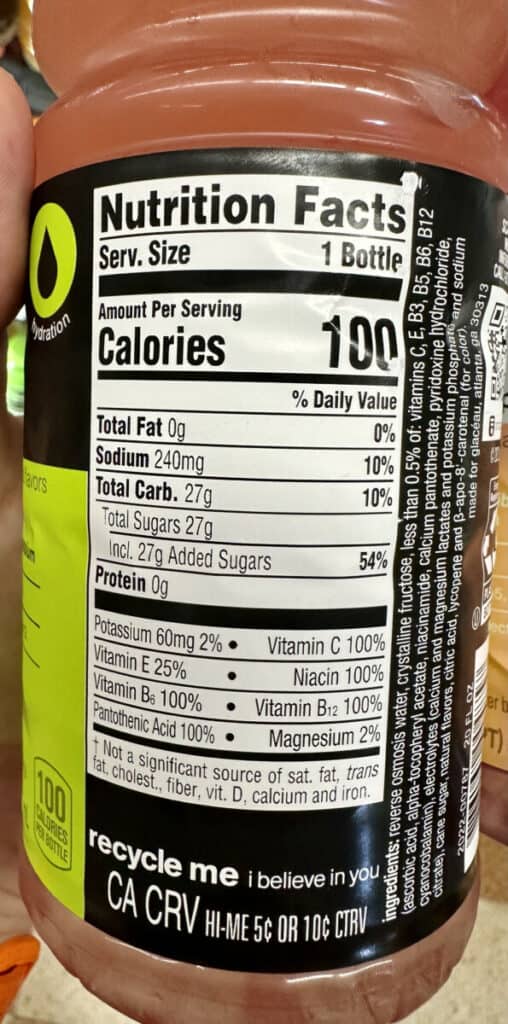 hydration
Nutrition Facts
Serv. Size 1 Bottle
Amount Per Serving
Calories 100
% Daily Value
Total Fat 0g 0%
Sodium 240mg 10%
Total Carb. 27g 10%
Total Sugars 27g
Incl. 27g Added Sugars 54%
Protein 0g
Potassium 60mg 2% • Vitamin C 100%
Vitamin E 25% • Niacin 100%
Vitamin B6 100% • Vitamin B12 100%
Pantothenic Acid 100% • Magnesium 2%
† Not a significant source of sat. fat, trans
fat, cholest., fiber, vit. D, calcium and iron.
flavors
100
CALORIES
PER BOTTLE
recycle me i believe in you
CA CRV HI-ME 5¢ OR 10¢ CTRV
ingredients: reverse osmosis water, crystalline fructose, less than 0.5% of: vitamins C, E, B3, B5, B6, B12
(ascorbic acid, alpha-tocopheryl acetate, niacinamide, calcium pantothenate, pyridoxine hydrochloride,
cyanocobalamin), electrolytes (calcium and magnesium lactates and potassium phosphate, and sodium
citrate), cane sugar, natural flavors, citric acid, lycopene and β-apo-8'-carotenal (for color).
made for glacéau, atlanta, ga 30313
20 FL OZ